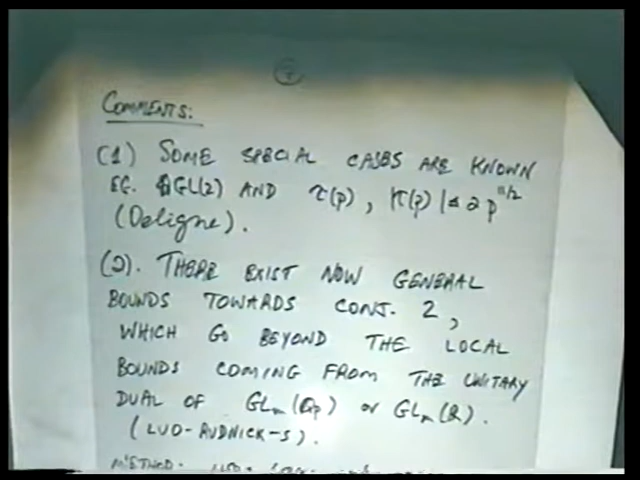 COMMENTS:
(1) SOME SPECIAL CASES ARE KNOWN
EG. GL(2) AND τ(p), |τ(p)| ≤ 2 p^11/2
(Deligne).
(2). THERE EXIST NOW GENERAL
BOUNDS TOWARDS CONJ. 2,
WHICH GO BEYOND THE LOCAL
BOUNDS COMING FROM THE UNITARY
DUAL OF GLn(Qp) or GLn(R).
(LUO-RUDNICK-S).
METHOD: